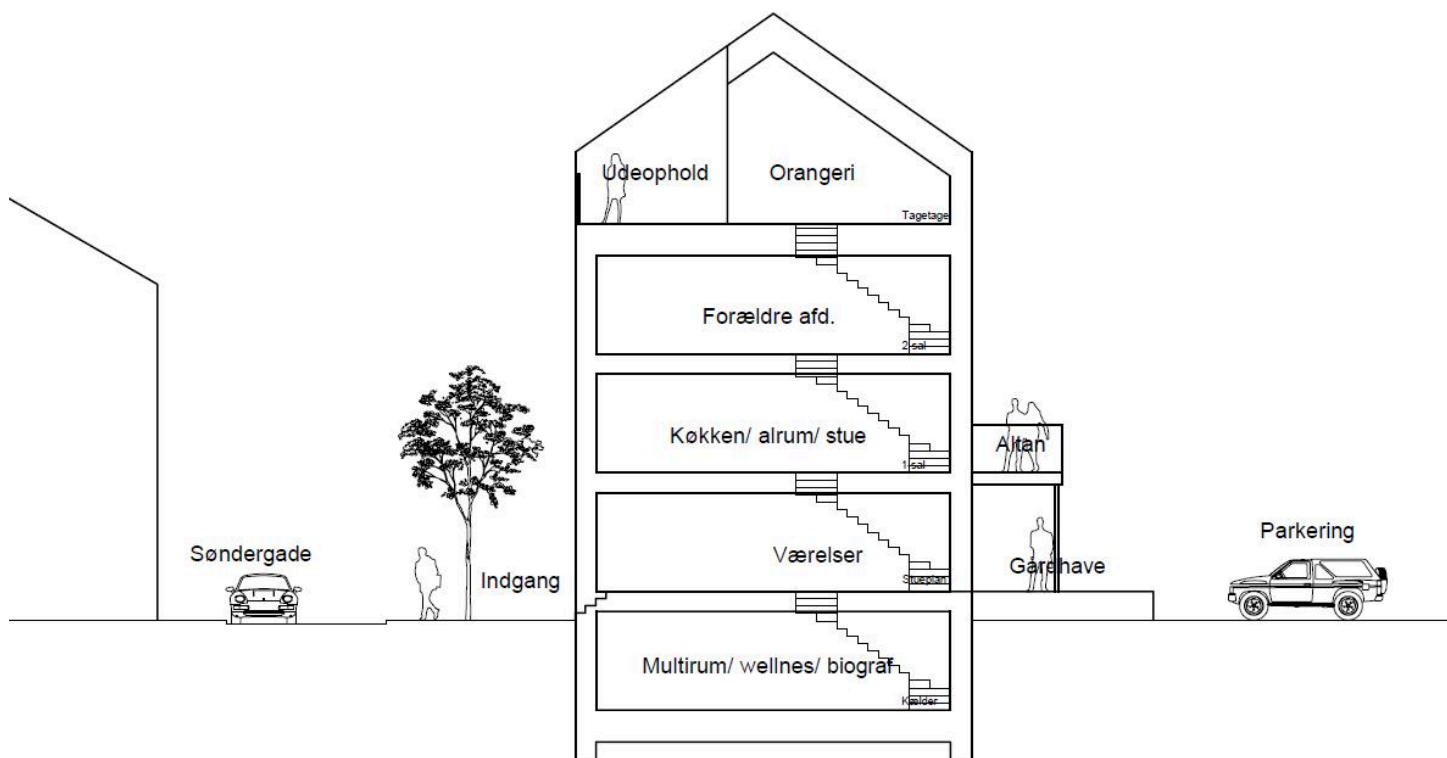 Udeophold
Orangeri
Tagetage
Forældre afd.
2 sal
Køkken/ alrum/ stue
1 sal
Altan
Søndergade
Indgang
Værelser
Stueplan
Gårdhave
Parkering
Multirum/ wellnes/ biograf
Kælder